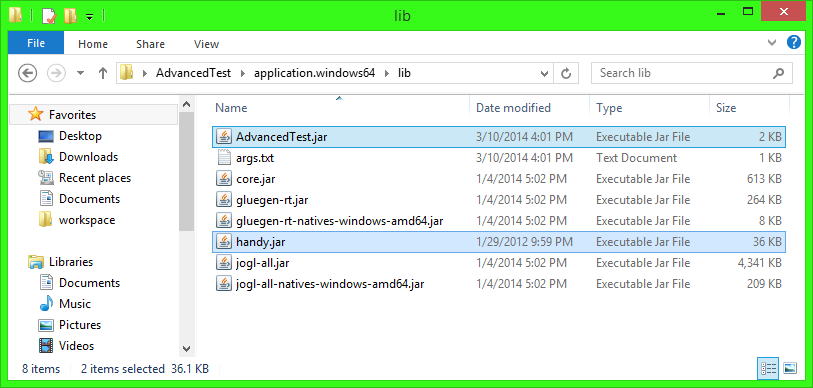 lib
File Home Share View
AdvancedTest application.windows64 lib Search lib
Favorites
Desktop
Downloads
Recent places
Documents
workspace
Libraries
Documents
Music
Pictures
Videos
Name Date modified Type Size
AdvancedTest.jar 3/10/2014 4:01 PM Executable Jar File 2 KB
args.txt 3/10/2014 4:01 PM Text Document 1 KB
core.jar 1/4/2014 5:02 PM Executable Jar File 613 KB
gluegen-rt.jar 1/4/2014 5:02 PM Executable Jar File 264 KB
gluegen-rt-natives-windows-amd64.jar 1/4/2014 5:02 PM Executable Jar File 8 KB
handy.jar 1/29/2012 9:59 PM Executable Jar File 36 KB
jogl-all.jar 1/4/2014 5:02 PM Executable Jar File 4,341 KB
jogl-all-natives-windows-amd64.jar 1/4/2014 5:02 PM Executable Jar File 209 KB
8 items 2 items selected 36.1 KB